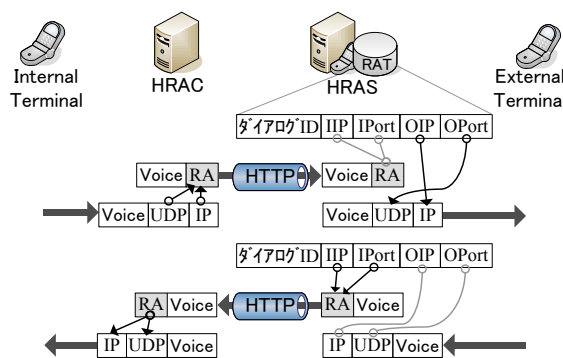 RAT
Internal Terminal
HRAC
HRAS
External Terminal
ﾀﾞｲｱﾛｸﾞID IIP IPort OIP OPort
Voice RA HTTP Voice RA
Voice UDP IP Voice UDP IP
ﾀﾞｲｱﾛｸﾞID IIP IPort OIP OPort
RA Voice HTTP RA Voice
IP UDP Voice IP UDP Voice